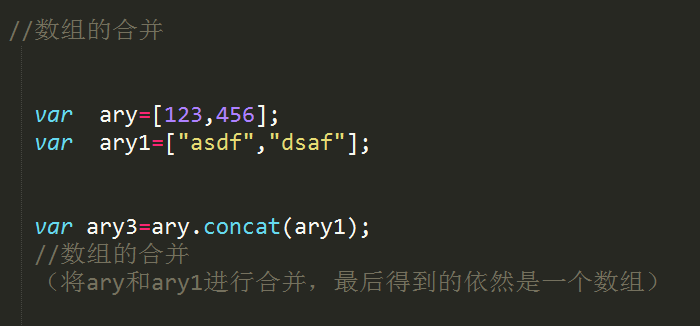 //数组的合并
var  ary=[123,456];
var  ary1=["asdf","dsaf"];
var ary3=ary.concat(ary1);
//数组的合并
（将ary和ary1进行合并，最后得到的依然是一个数组）